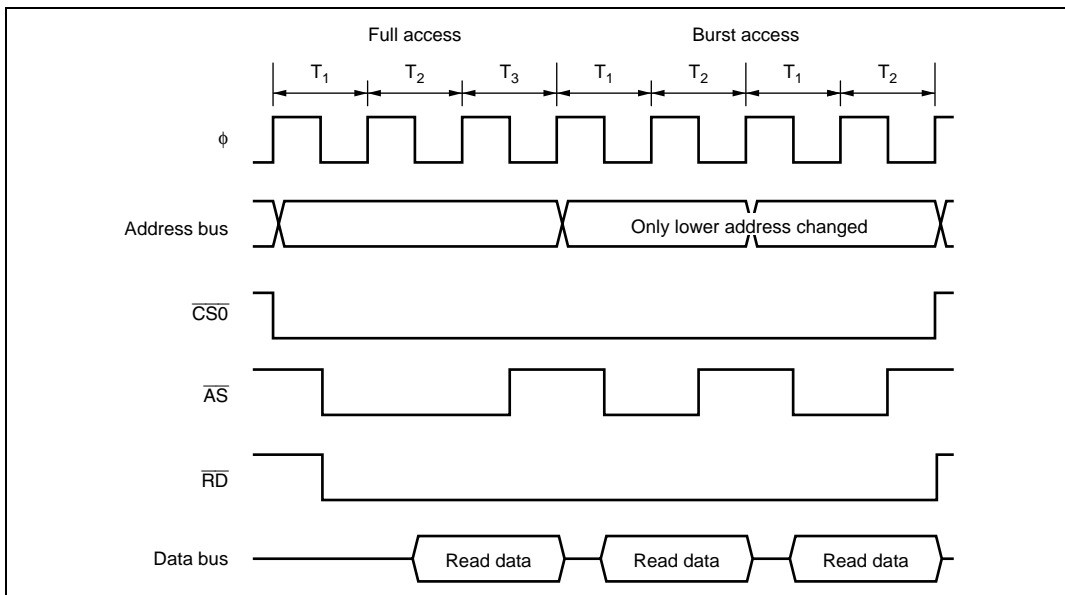 Full access Burst access
T1 T2 T3 T1 T2 T1 T2
ϕ
Address bus Only lower address changed
CS0
AS
RD
Data bus Read data Read data Read data